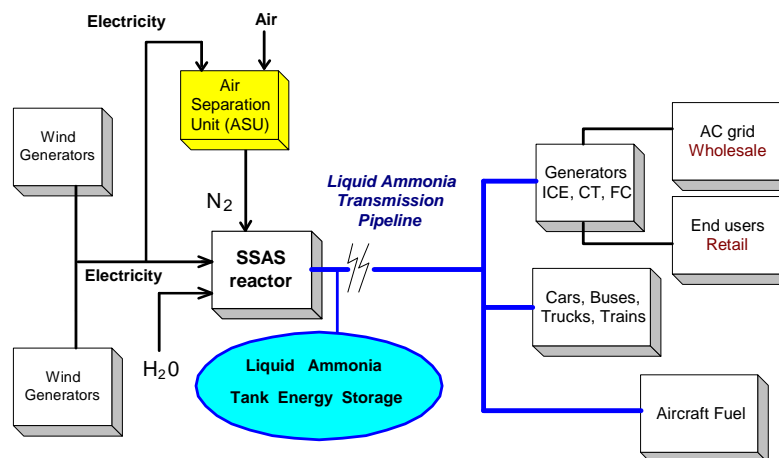 Electricity
Air
Air
Separation
Unit (ASU)
Wind
Generators
N2
Liquid Ammonia
Transmission
Pipeline
Generators
ICE, CT, FC
AC grid
Wholesale
End users
Retail
Electricity
SSAS
reactor
Cars, Buses,
Trucks, Trains
H20
Wind
Generators
Liquid Ammonia
Tank Energy Storage
Aircraft Fuel